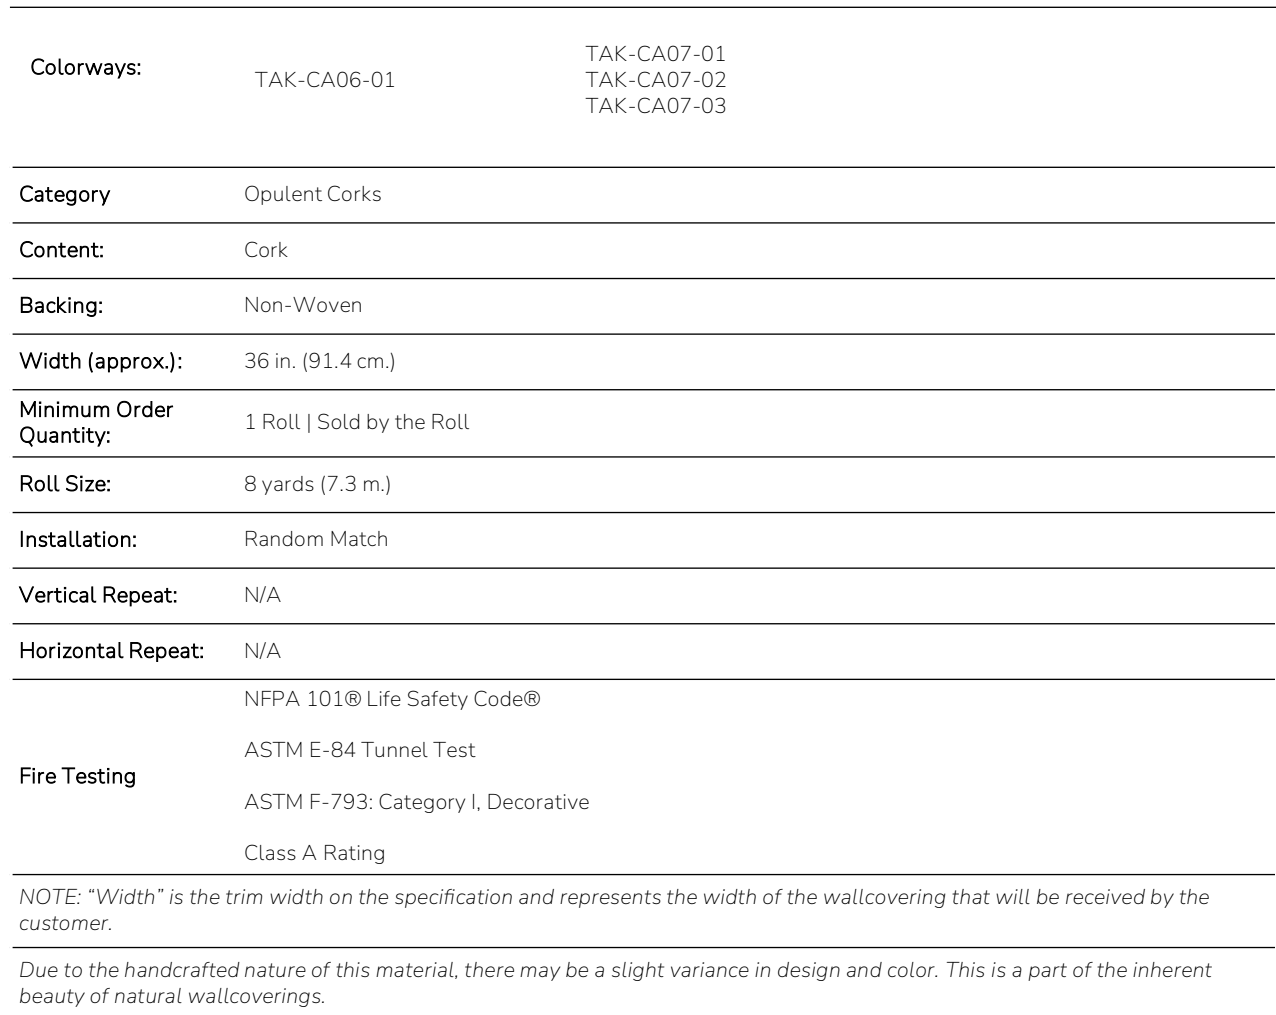 Colorways:
TAK-CA06-01
TAK-CA07-01
TAK-CA07-02
TAK-CA07-03
Category
Opulent Corks
Content:
Cork
Backing:
Non-Woven
Width (approx.):
36 in. (91.4 cm.)
Minimum Order
Quantity:
1 Roll | Sold by the Roll
Roll Size:
8 yards (7.3 m.)
Installation:
Random Match
Vertical Repeat:
N/A
Horizontal Repeat:
N/A
Fire Testing
NFPA 101® Life Safety Code®
ASTM E-84 Tunnel Test
ASTM F-793: Category I, Decorative
Class A Rating
NOTE: “Width” is the trim width on the specification and represents the width of the wallcovering that will be received by the
customer.
Due to the handcrafted nature of this material, there may be a slight variance in design and color. This is a part of the inherent
beauty of natural wallcoverings.